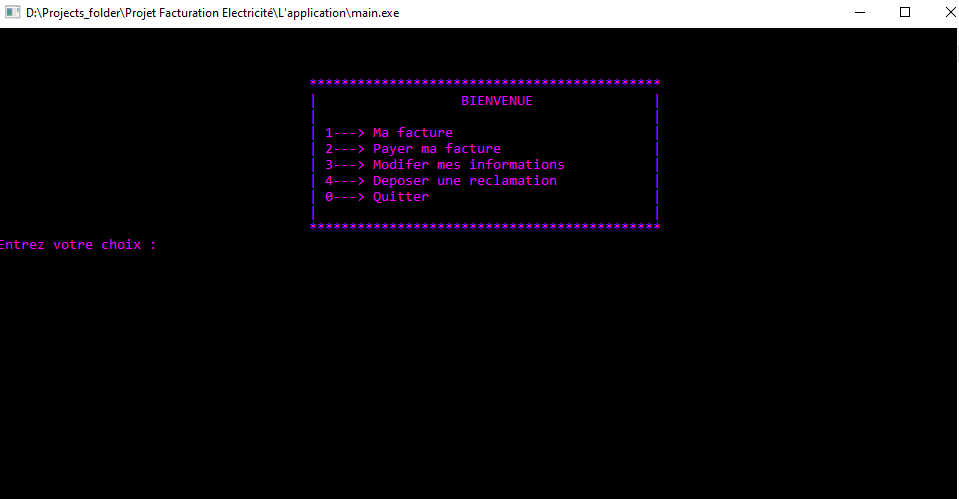 D:\Projects_folder\Projet Facturation Electricité\L'application\main.exe
********************************************
| BIENVENUE |
| |
| 1---> Ma facture |
| 2---> Payer ma facture |
| 3---> Modifer mes informations |
| 4---> Deposer une reclamation |
| 0---> Quitter |
| |
********************************************
Entrez votre choix :